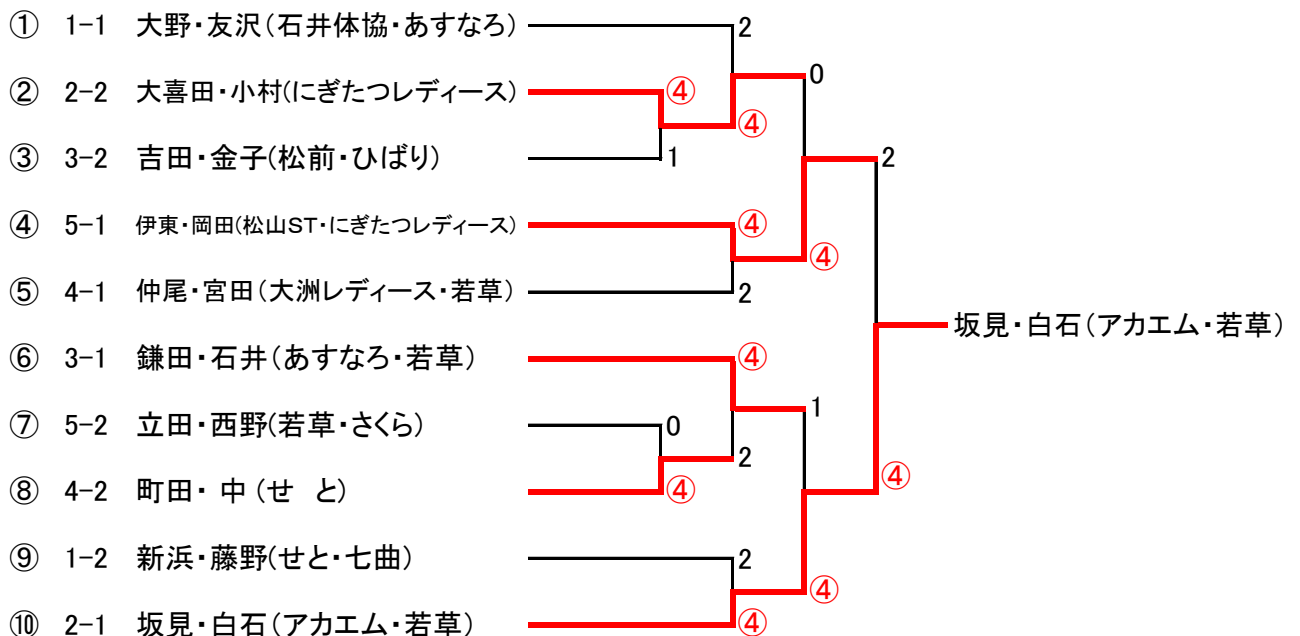 ① 1-1 大野・友沢(石井体協・あすなろ)
2
0
② 2-2 大喜田・小村(にぎたつレディース)
④
④
③ 3-2 吉田・金子(松前・ひばり)
1
2
④ 5-1 伊東・岡田(松山ST・にぎたつレディース)
④
④
⑤ 4-1 仲尾・宮田(大洲レディース・若草)
2
坂見・白石(アカエム・若草)
⑥ 3-1 鎌田・石井(あすなろ・若草)
④
1
⑦ 5-2 立田・西野(若草・さくら)
0
2
④
⑧ 4-2 町田・ 中 (せ と)
④
⑨ 1-2 新浜・藤野(せと・七曲)
2
④
⑩ 2-1 坂見・白石(アカエム・若草)
④